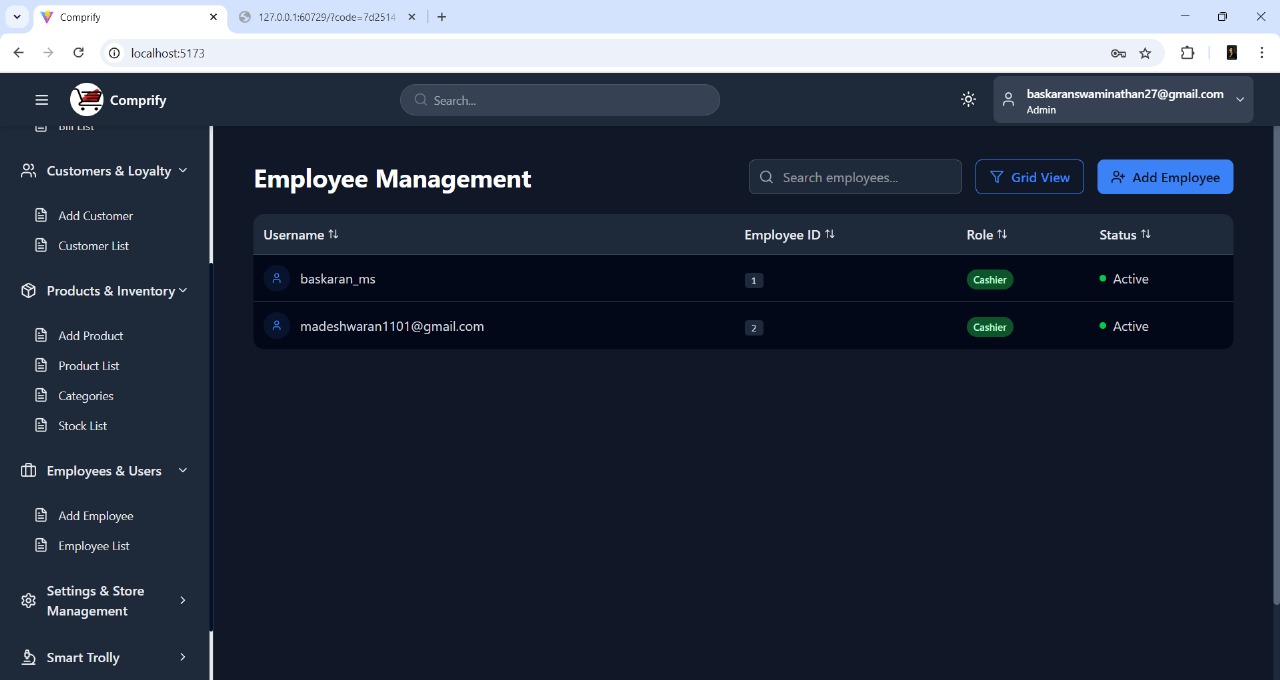 Comprify
127.0.0.1:60729/?code=7d2514
localhost:5173
Comprify
Search...
baskaranswaminathan27@gmail.com
Admin
Bill List
Customers & Loyalty
Add Customer
Customer List
Products & Inventory
Add Product
Product List
Categories
Stock List
Employees & Users
Add Employee
Employee List
Settings & Store
Management
Smart Trolly
Employee Management
Search employees...
Grid View
Add Employee
Username Employee ID Role Status
baskaran_ms 1 Cashier Active
madeshwaran1101@gmail.com 2 Cashier Active